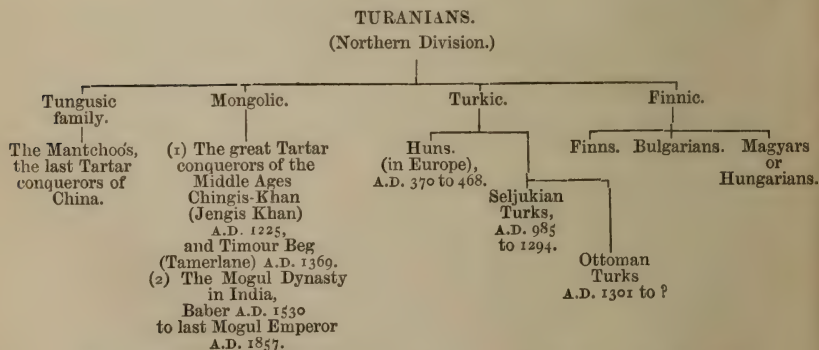 TURANIANS.
(Northern Division.)
Tungusic
family.
The Mantchoos,
the last Tartar
conquerors of
China.
Mongolic.
(1) The great Tartar
conquerors of the
Middle Ages
Chingis-Khan
(Jengis Khan)
A.D. 1225,
and Timour Beg
(Tamerlane) A.D. 1369.
(2) The Mogul Dynasty
in India,
Baber A.D. 1530
to last Mogul Emperor
A.D. 1857.
Turkic.
Huns.
(in Europe),
A.D. 370 to 468.
Seljukian
Turks,
A.D. 985
to 1294.
Ottoman
Turks
A.D. 1301 to ?
Finnic.
Finns.
Bulgarians.
Magyars
or
Hungarians.